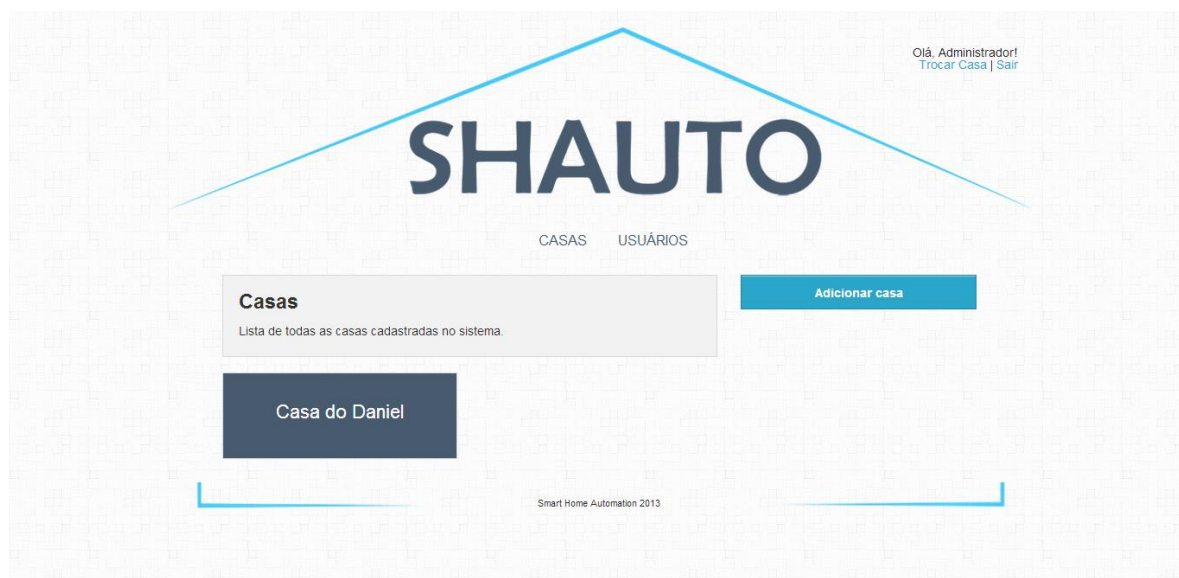 Olá, Administrador!
Trocar Casa | Sair
SHAUTO
CASAS USUÁRIOS
Casas
Lista de todas as casas cadastradas no sistema.
Adicionar casa
Casa do Daniel
Smart Home Automation 2013